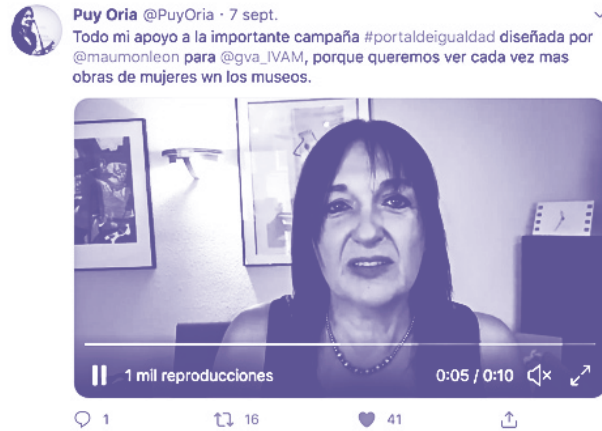 Puy Oria @PuyOria · 7 sept.
Todo mi apoyo a la importante campaña #portaldeigualdad diseñada por
@maumonleon para @gva_IVAM, porque queremos ver cada vez mas
obras de mujeres wn los museos.
1 mil reproducciones
0:05 / 0:10
1
16
41